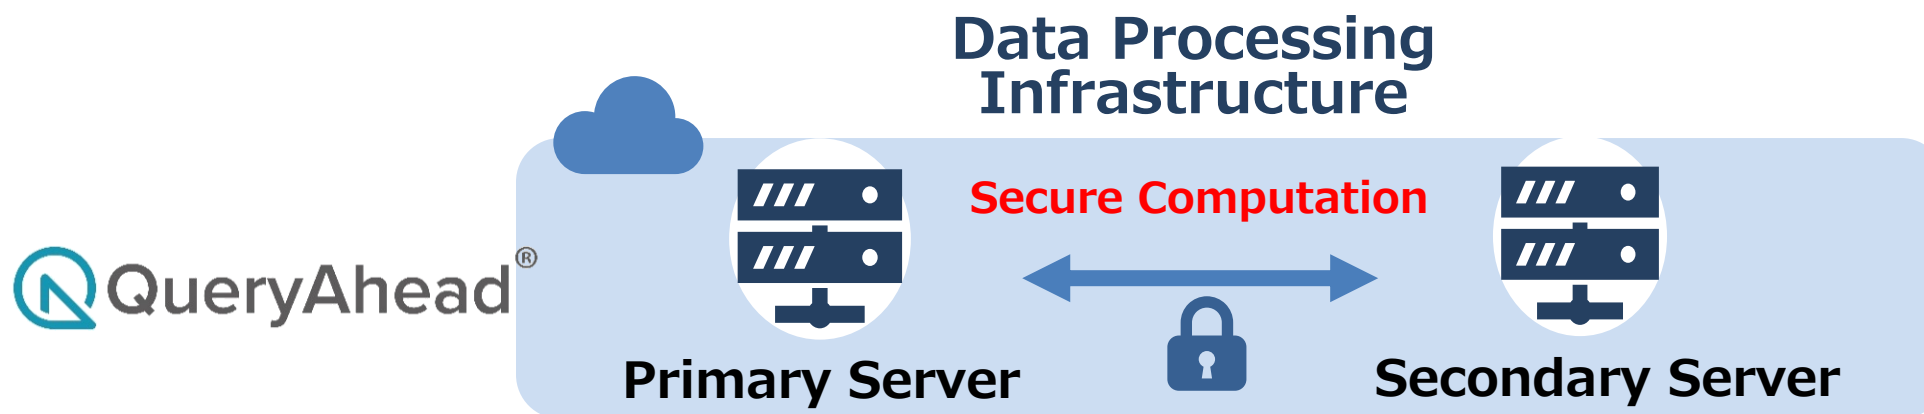 Data Processing
Infrastructure
Secure Computation
QueryAhead®
Primary Server
Secondary Server